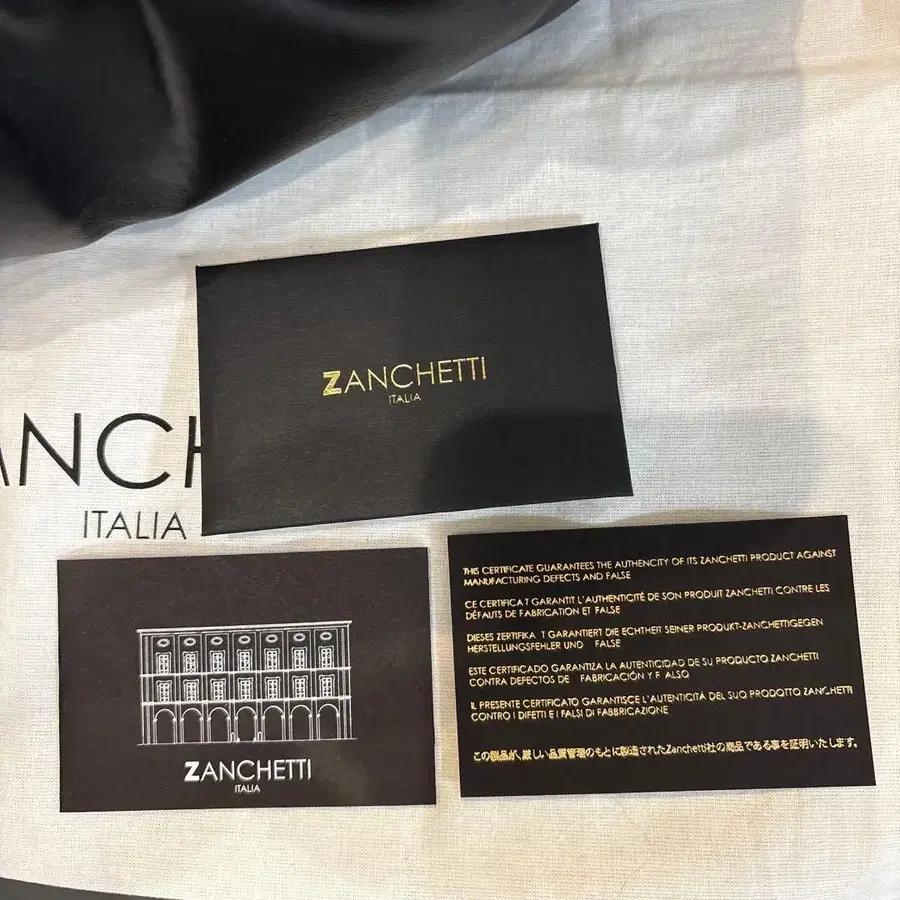 ZANCHETTI
ITALIA
ANCH
ITALIA
ZANCHETTI
ITALIA
THIS CERTIFICATE GUARANTEES THE AUTHENCITY OF ITS ZANCHETTI PRODUCT AGAINST
MANUFACTURING DEFECTS AND FALSE
CE CERTIFICA T GARANTIT L'AUTHENTICITÉ DE SON PRODUIT ZANCHETTI CONTRE LES
DÉFAUTS DE FABRICATION ET FALSE
DIESES ZERTIFIKA T GARANTIERT DIE ECHTHEIT SEINER PRODUKT-ZANCHETTIGEGEN
HERSTELLUNGSFEHLER UND FALSE
ESTE CERTIFICADO GARANTIZA LA AUTENTICIDAD DE SU PRODUCTO ZANCHETTI
CONTRA DEFECTOS DE FABRICACIÓN Y F ALSO
IL PRESENTE CERTIFICATO GARANTISCE L'AUTENTICITÀ DEL SUO PRODOTTO ZANCHETTI
CONTRO I DIFETTI E I FALSI DI FABBRICAZIONE
この製品が、厳しい品質管理のもとに製造されたZanchetti社の商品である事を証明いたします。